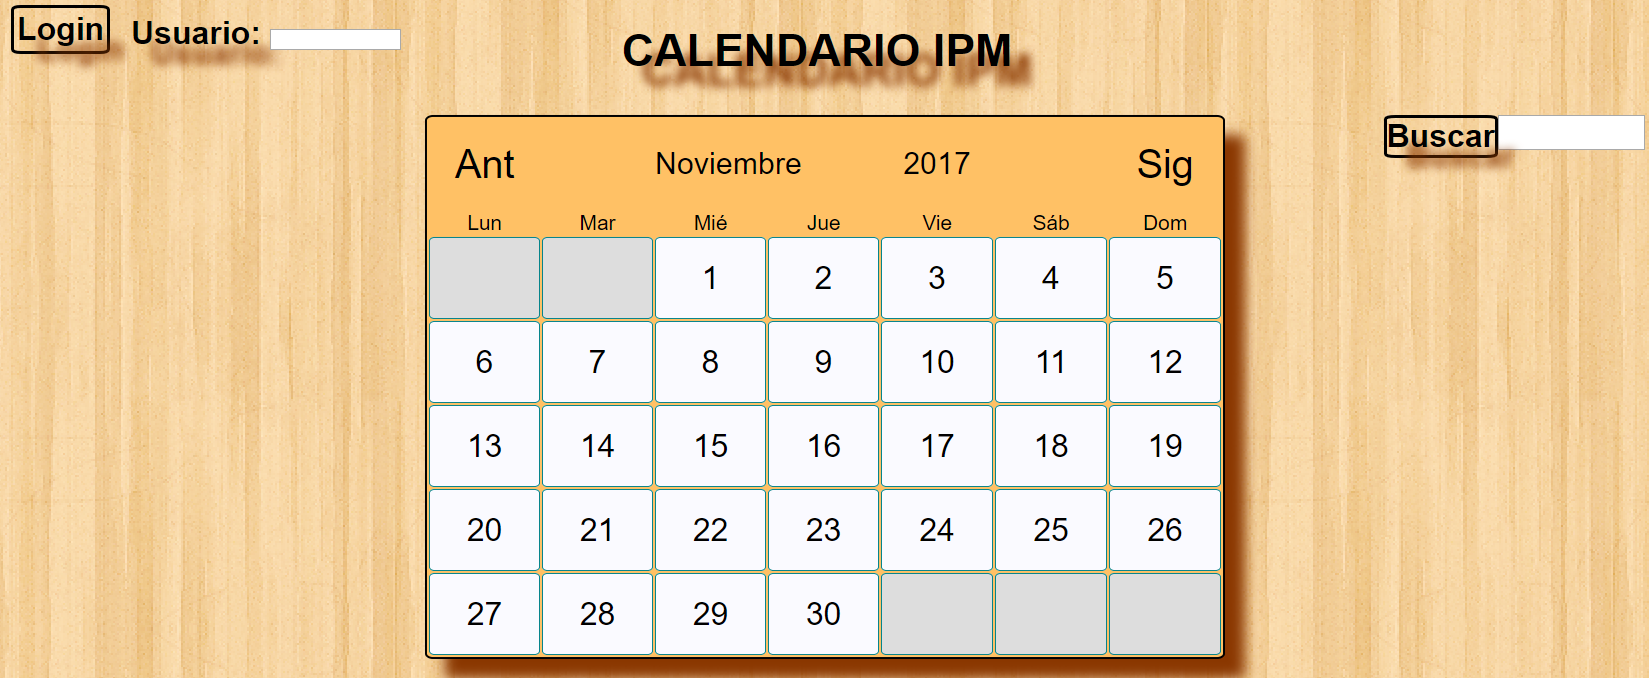 Login Usuario:
CALENDARIO IPM
Buscar
Ant Noviembre 2017 Sig
Lun Mar Mié Jue Vie Sáb Dom
1 2 3 4 5
6 7 8 9 10 11 12
13 14 15 16 17 18 19
20 21 22 23 24 25 26
27 28 29 30